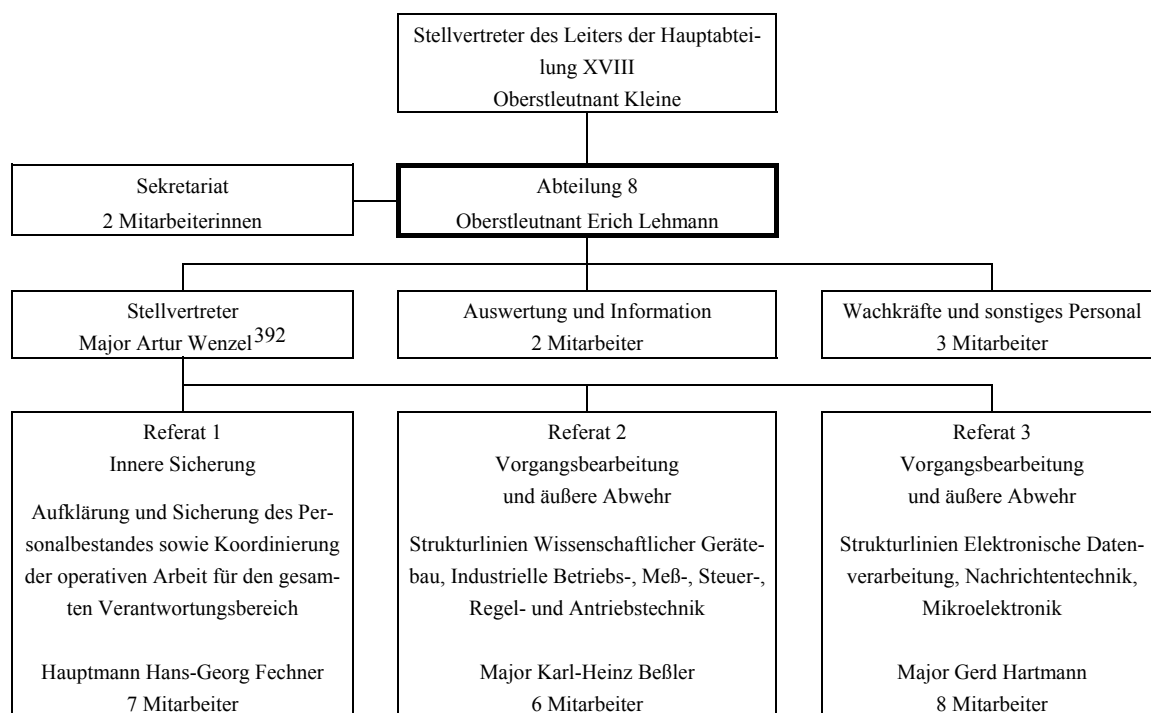 Stellvertreter des Leiters der Hauptabtei-
lung XVIII
Oberstleutnant Kleine
Sekretariat
2 Mitarbeiterinnen
Abteilung 8
Oberstleutnant Erich Lehmann
Stellvertreter
Major Artur Wenzel392
Auswertung und Information
2 Mitarbeiter
Wachkräfte und sonstiges Personal
3 Mitarbeiter
Referat 1
Innere Sicherung
Aufklärung und Sicherung des Per-
sonalbestandes sowie Koordinierung
der operativen Arbeit für den gesam-
ten Verantwortungsbereich
Hauptmann Hans-Georg Fechner
7 Mitarbeiter
Referat 2
Vorgangsbearbeitung
und äußere Abwehr
Strukturlinien Wissenschaftlicher Geräte-
bau, Industrielle Betriebs-, Meß-, Steuer-,
Regel- und Antriebstechnik
Major Karl-Heinz Beßler
6 Mitarbeiter
Referat 3
Vorgangsbearbeitung
und äußere Abwehr
Strukturlinien Elektronische Daten-
verarbeitung, Nachrichtentechnik,
Mikroelektronik
Major Gerd Hartmann
8 Mitarbeiter